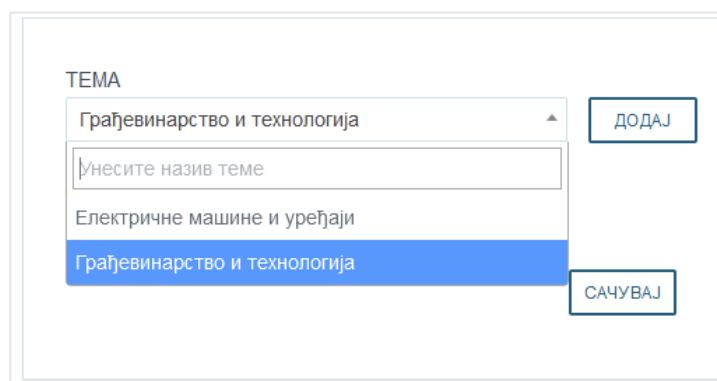 ТЕМА
Грађевинарство и технологија
ДОДАЈ
Унесите назив теме
Електричне машине и уређаји
Грађевинарство и технологија
САЧУВАЈ